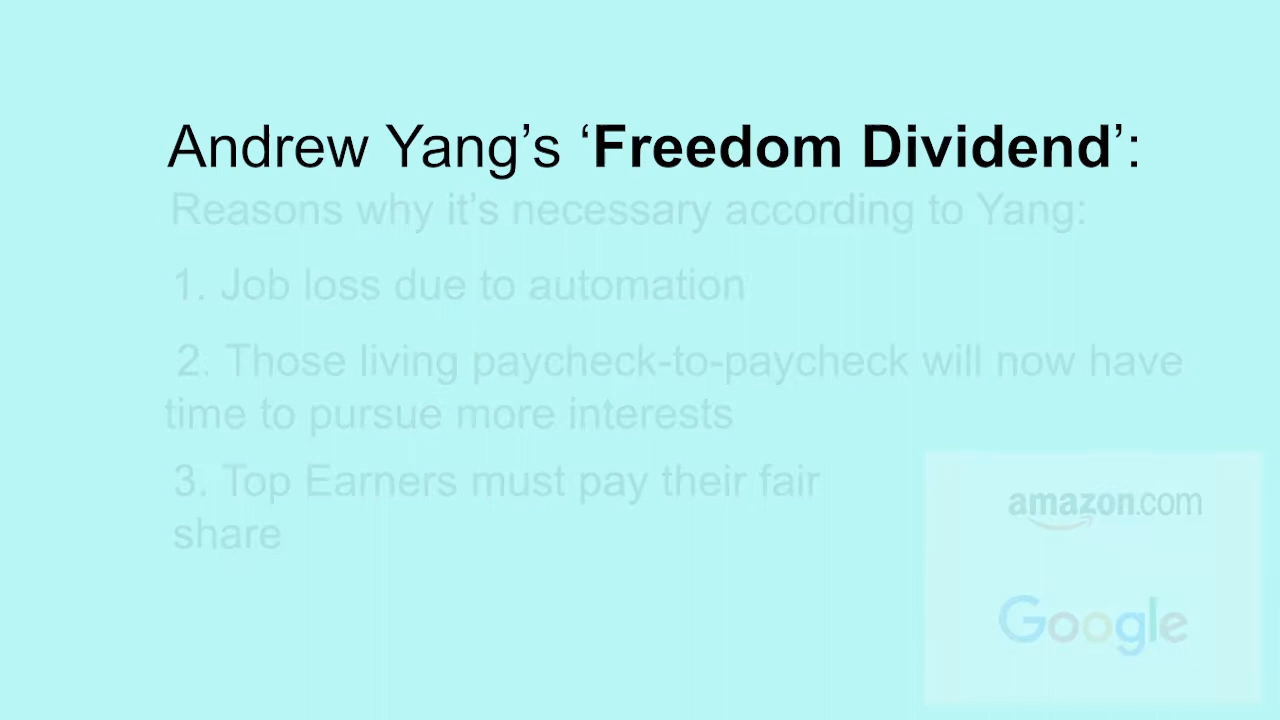 Andrew Yang’s ‘Freedom Dividend’:
Reasons why it’s necessary according to Yang:
1. Job loss due to automation
2. Those living paycheck-to-paycheck will now have
time to pursue more interests
3. Top Earners must pay their fair
share
amazon.com
Google